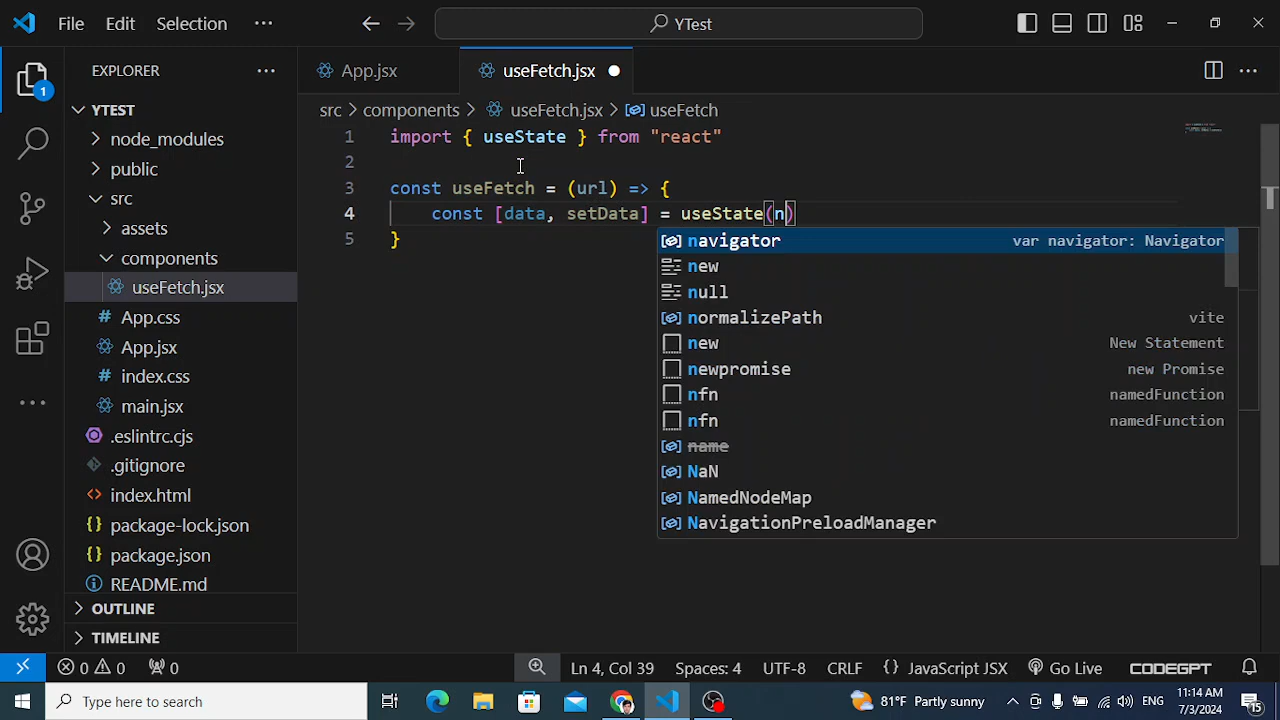 File Edit Selection ··· YTest
EXPLORER ···
App.jsx useFetch.jsx
YTEST
src > components > useFetch.jsx > useFetch
1 import { useState } from "react"
2
3 const useFetch = (url) => {
4 const [data, setData] = useState(n)
5 }
node_modules
public
src
assets
components
useFetch.jsx
App.css
App.jsx
index.css
main.jsx
.eslintrc.cjs
.gitignore
index.html
package-lock.json
package.json
README.md
OUTLINE
TIMELINE
1
navigator var navigator: Navigator
new
null
normalizePath vite
new New Statement
newpromise new Promise
nfn namedFunction
nfn namedFunction
name
NaN
NamedNodeMap
NavigationPreloadManager
0 0 0 Ln 4, Col 39 Spaces: 4 UTF-8 CRLF {} JavaScript JSX Go Live CODEGPT
Type here to search 81°F Partly sunny ENG 11:14 AM
7/3/2024 15